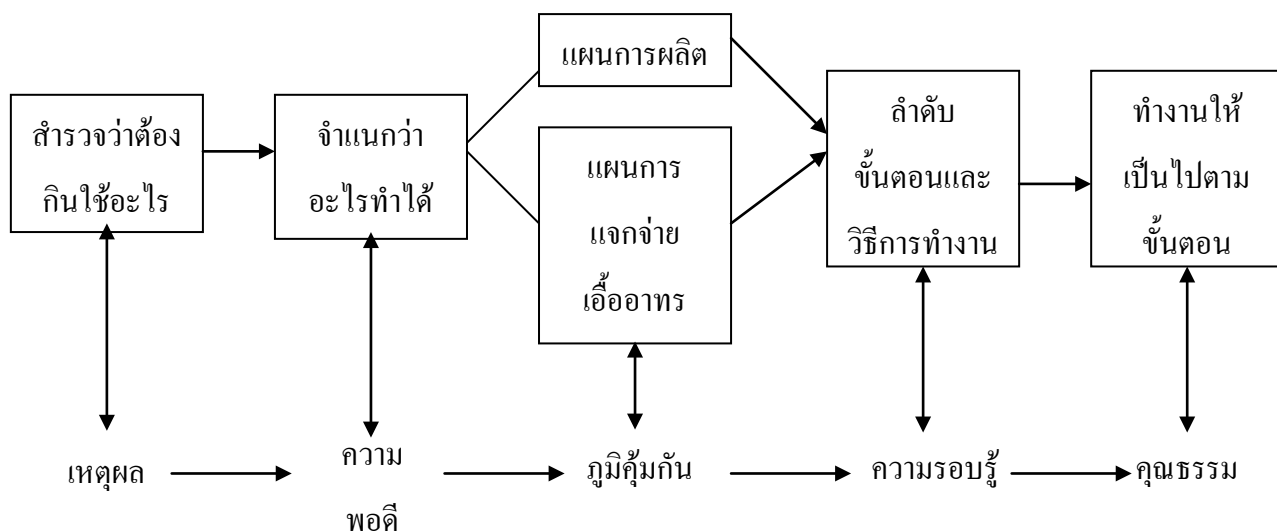 สำรวจว่าต้อง
กินใช้อะไร
จำแนกว่า
อะไรทำได้
แผนการผลิต
แผนการ
แจกจ่าย
เอื้ออาทร
ลำดับ
ขั้นตอนและ
วิธีการทำงาน
ทำงานให้
เป็นไปตาม
ขั้นตอน
เหตุผล
ความ
พอดี
ภูมิคุ้มกัน
ความรอบรู้
คุณธรรม